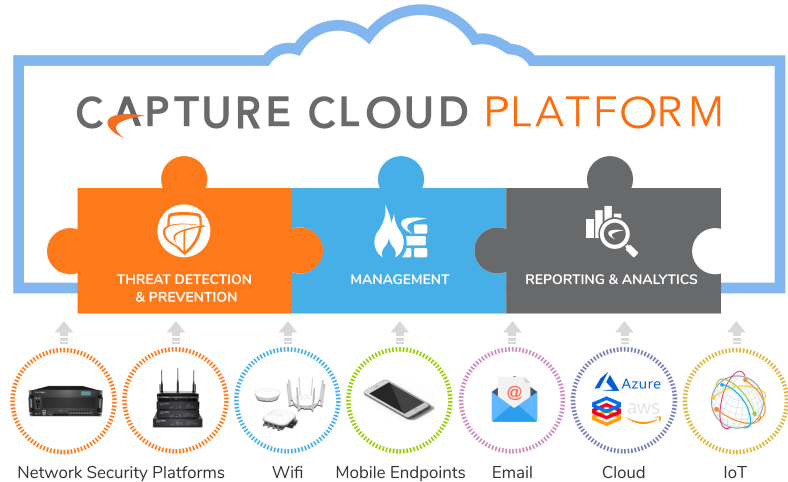 CAPTURE CLOUD PLATFORM
THREAT DETECTION
& PREVENTION
MANAGEMENT
REPORTING & ANALYTICS
@
Azure
aws
Network Security Platforms
Wifi
Mobile Endpoints
Email
Cloud
IoT